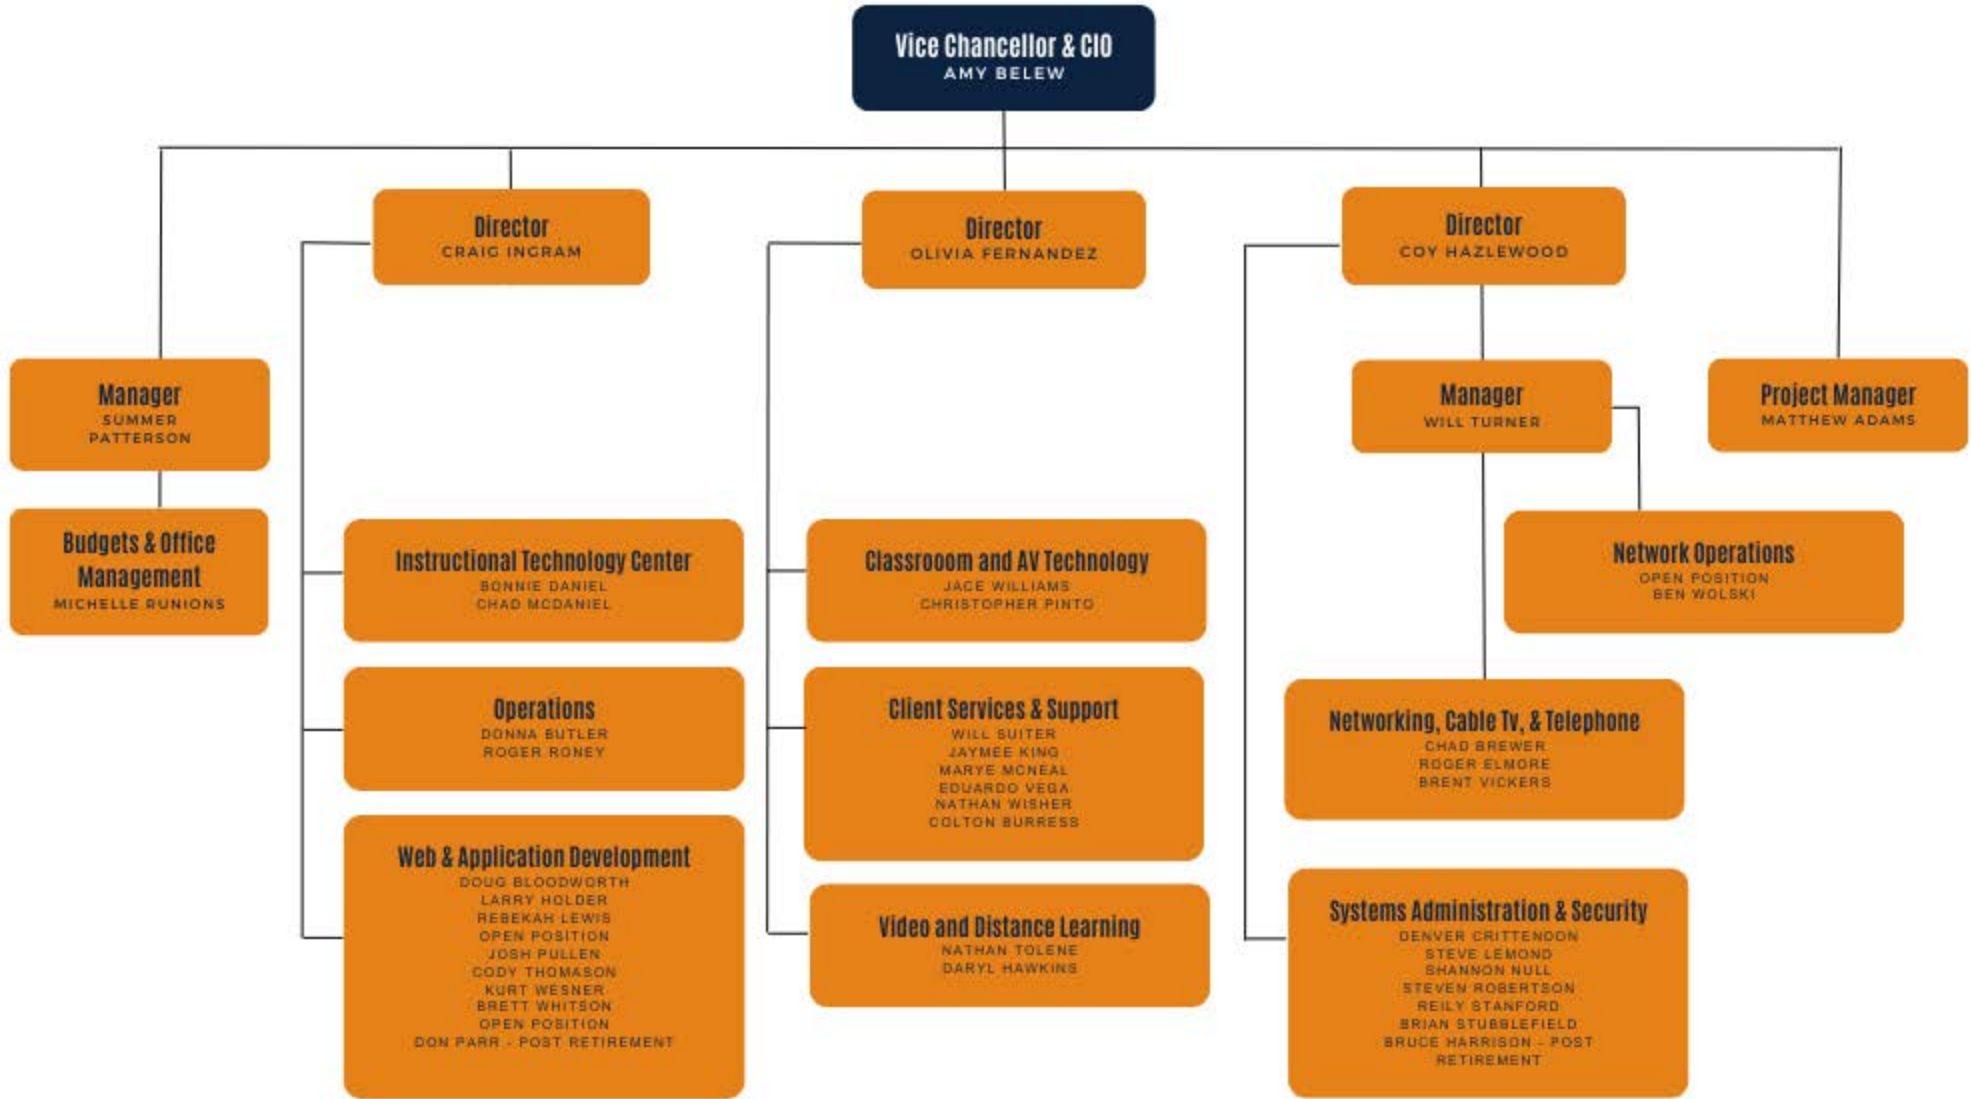 Vice Chancellor & CIO
AMY BELEW
Director
CRAIG INGRAM
Director
OLIVIA FERNANDEZ
Director
COY HAZLEWOOD
Manager
SUMMER
PATTERSON
Manager
WILL TURNER
Project Manager
MATTHEW ADAMS
Budgets & Office
Management
MICHELLE RUNIONS
Instructional Technology Center
BONNIE DANIEL
CHAD MCDANIEL
Classrooom and AV Technology
JACE WILLIAMS
CHRISTOPHER PINTO
Network Operations
OPEN POSITION
BEN WOLSKI
Operations
DONNA BUTLER
ROGER RONEY
Client Services & Support
WILL SUITER
JAYMEE KING
MARYE MCNEAL
EDUARDO VEGA
NATHAN WISHER
COLTON BURRESS
Networking, Cable Tv, & Telephone
CHAD BREWER
ROGER ELMORE
BRENT VICKERS
Web & Application Development
DOUG BLOODWORTH
LARRY HOLDER
REBEKAH LEWIS
OPEN POSITION
JOSH PULLEN
CODY THOMASON
KURT WESNER
BRETT WHITSON
OPEN POSITION
DON PARR - POST RETIREMENT
Video and Distance Learning
NATHAN TOLENE
DARYL HAWKINS
Systems Administration & Security
DENVER CRITTENDON
STEVE LEMOND
SHANNON NULL
STEVEN ROBERTSON
REILY STANFORD
BRIAN STUBBLEFIELD
BRUCE HARRISON - POST
RETIREMENT